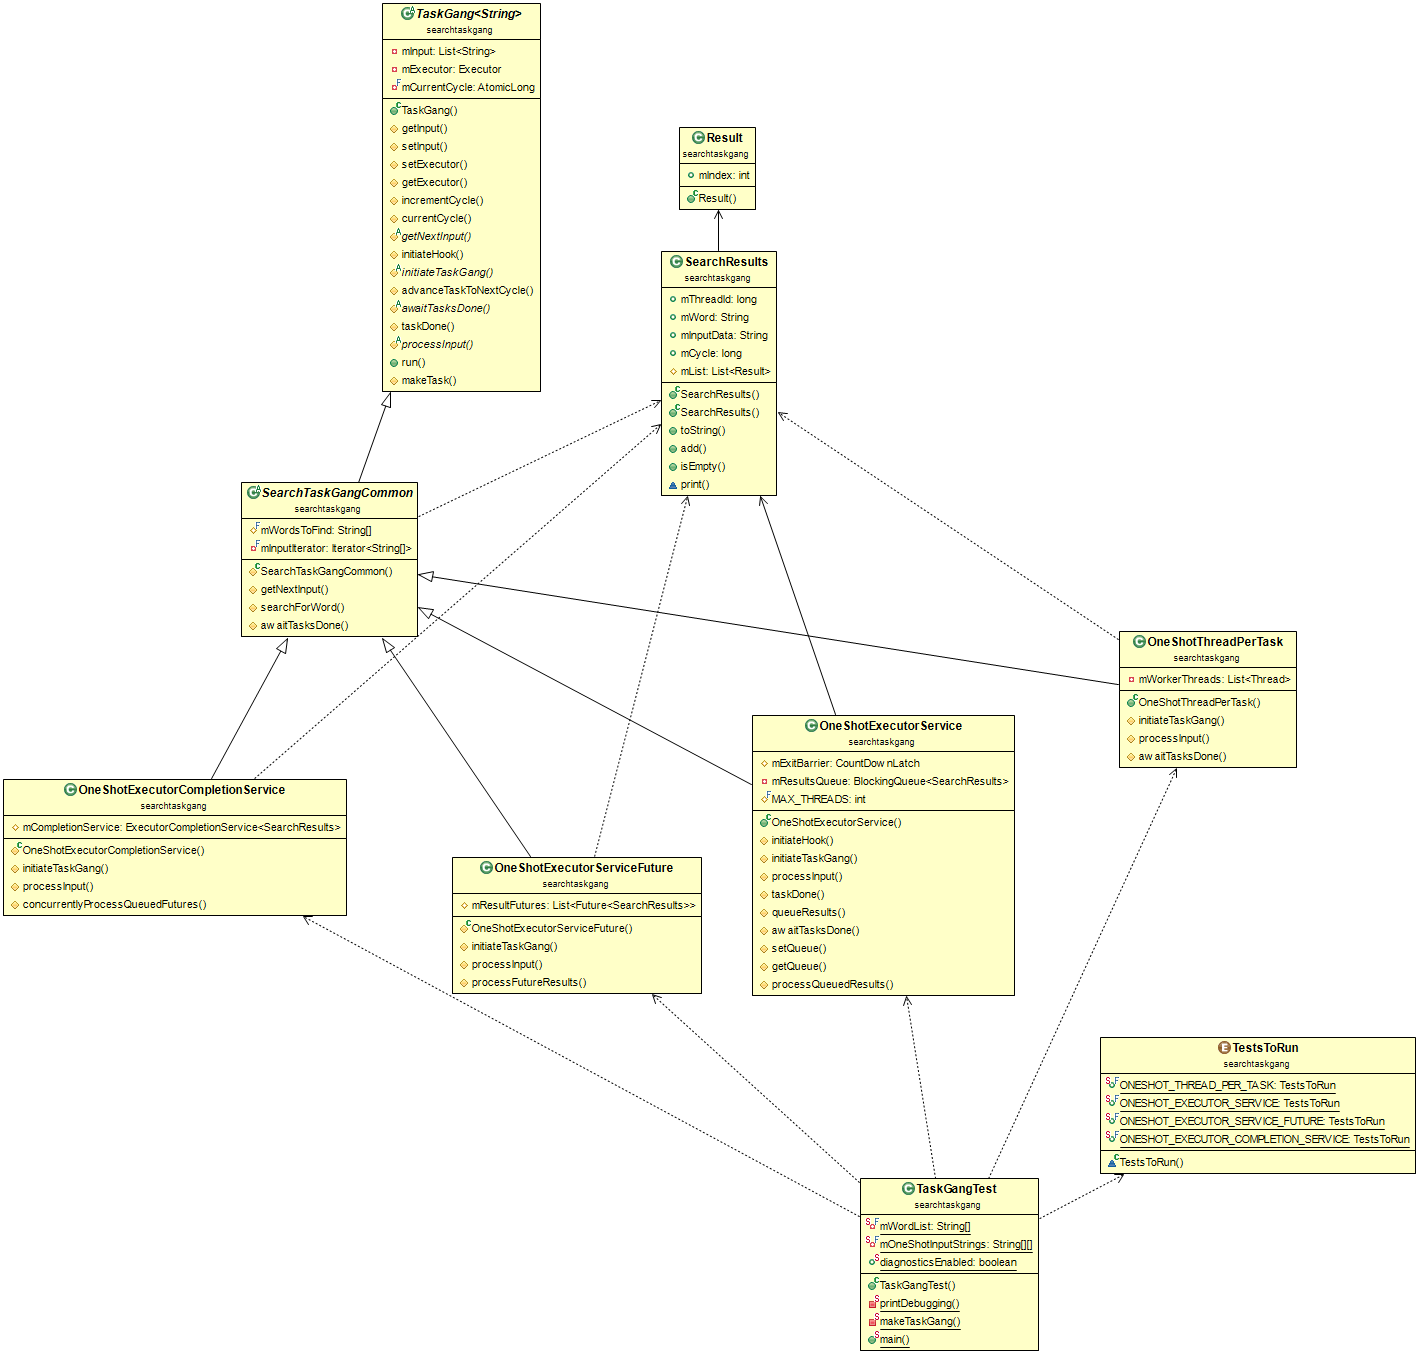 TaskGang<String>
searchtaskgang
mInput: List<String>
mExecutor: Executor
mCurrentCycle: AtomicLong
TaskGang()
getInput()
setInput()
setExecutor()
getExecutor()
incrementCycle()
currentCycle()
getNextInput()
initiateHook()
initiateTaskGang()
advanceTaskToNextCycle()
awaitTasksDone()
taskDone()
processInput()
run()
makeTask()
Result
searchtaskgang
mIndex: int
Result()
SearchResults
searchtaskgang
mThreadId: long
mWord: String
mInputData: String
mCycle: long
mList: List<Result>
SearchResults()
SearchResults()
toString()
add()
isEmpty()
print()
SearchTaskGangCommon
searchtaskgang
mWordsToFind: String[]
mInputIterator: Iterator<String[]>
SearchTaskGangCommon()
getNextInput()
searchForWord()
awaitTasksDone()
OneShotThreadPerTask
searchtaskgang
mWorkerThreads: List<Thread>
OneShotThreadPerTask()
initiateTaskGang()
processInput()
awaitTasksDone()
OneShotExecutorService
searchtaskgang
mExitBarrier: CountDownLatch
mResultsQueue: BlockingQueue<SearchResults>
MAX_THREADS: int
OneShotExecutorService()
initiateHook()
initiateTaskGang()
processInput()
taskDone()
queueResults()
awaitTasksDone()
setQueue()
getQueue()
processQueuedResults()
OneShotExecutorCompletionService
searchtaskgang
mCompletionService: ExecutorCompletionService<SearchResults>
OneShotExecutorCompletionService()
initiateTaskGang()
processInput()
concurrentlyProcessQueuedFutures()
OneShotExecutorServiceFuture
searchtaskgang
mResultFutures: List<Future<SearchResults>>
OneShotExecutorServiceFuture()
initiateTaskGang()
processInput()
processFutureResults()
TestsToRun
searchtaskgang
ONESHOT_THREAD_PER_TASK: TestsToRun
ONESHOT_EXECUTOR_SERVICE: TestsToRun
ONESHOT_EXECUTOR_SERVICE_FUTURE: TestsToRun
ONESHOT_EXECUTOR_COMPLETION_SERVICE: TestsToRun
TestsToRun()
TaskGangTest
searchtaskgang
mWordList: String[]
mOneShotInputStrings: String[][]
diagnosticsEnabled: boolean
TaskGangTest()
printDebugging()
makeTaskGang()
main()